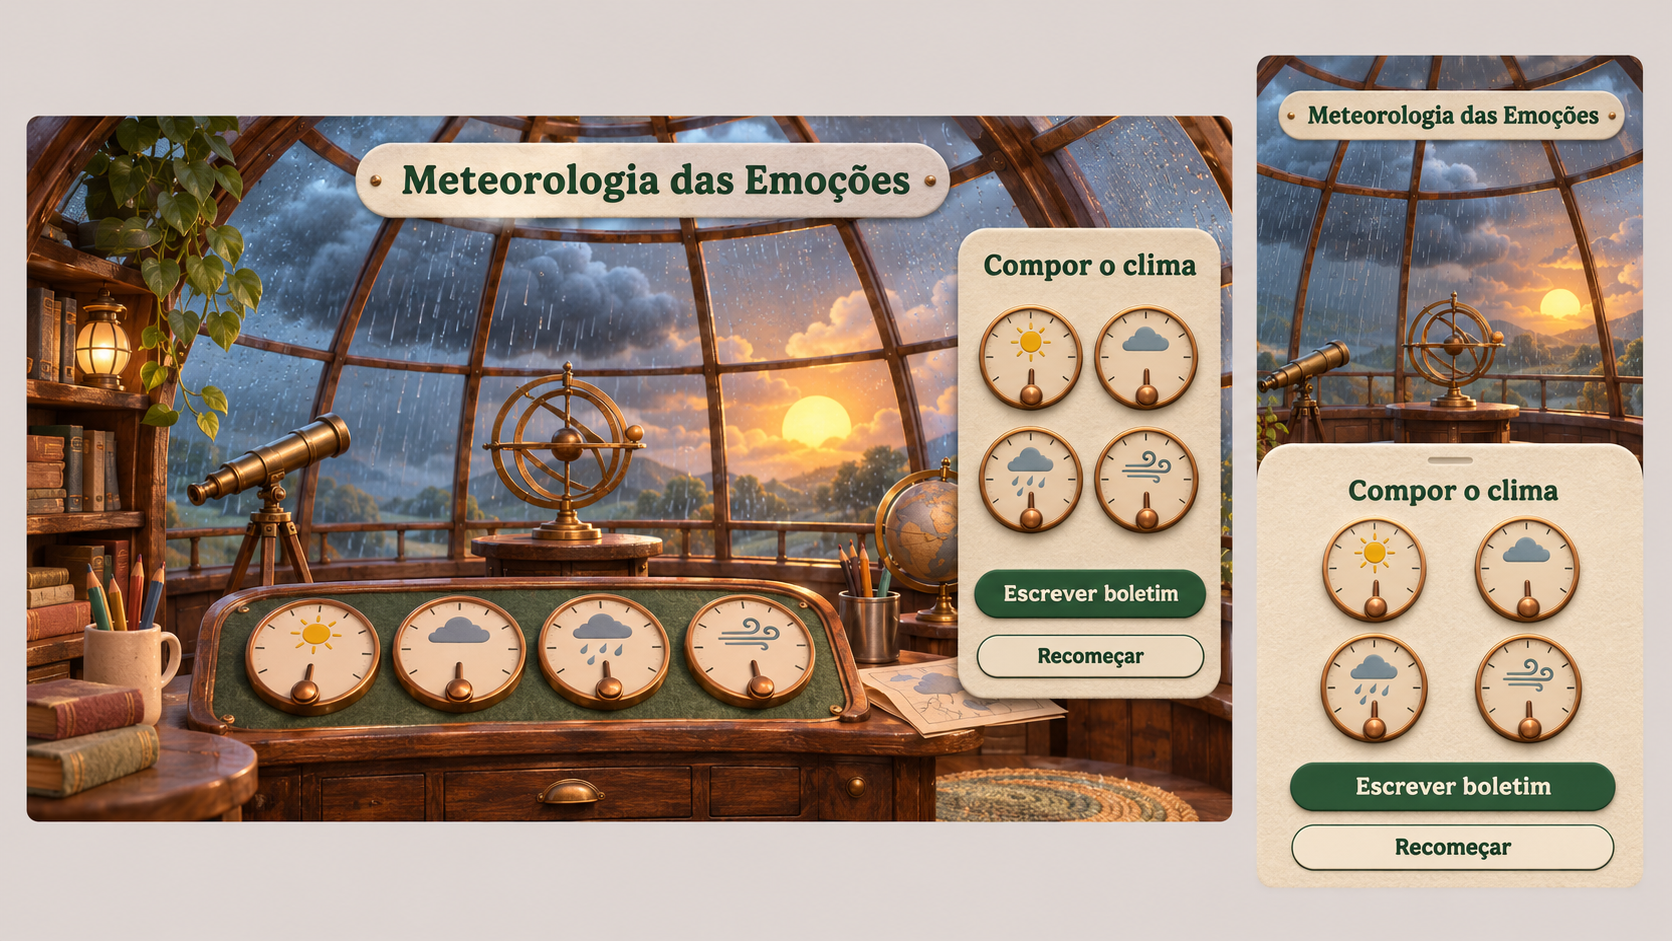 Meteorologia das Emoções
Compor o clima
Escrever boletim
Recomeçar
Meteorologia das Emoções
Compor o clima
Escrever boletim
Recomeçar